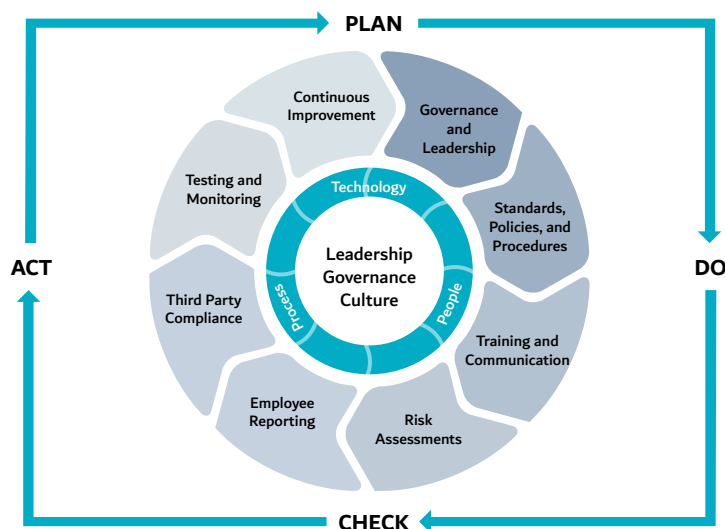 PLAN
Continuous
Improvement
Governance
and
Leadership
Testing and
Monitoring
Technology
Standards,
Policies, and
Procedures
Leadership
Governance
Culture
ACT
DO
Third Party
Compliance
Process
People
Training and
Communication
Employee
Reporting
Risk
Assessments
CHECK